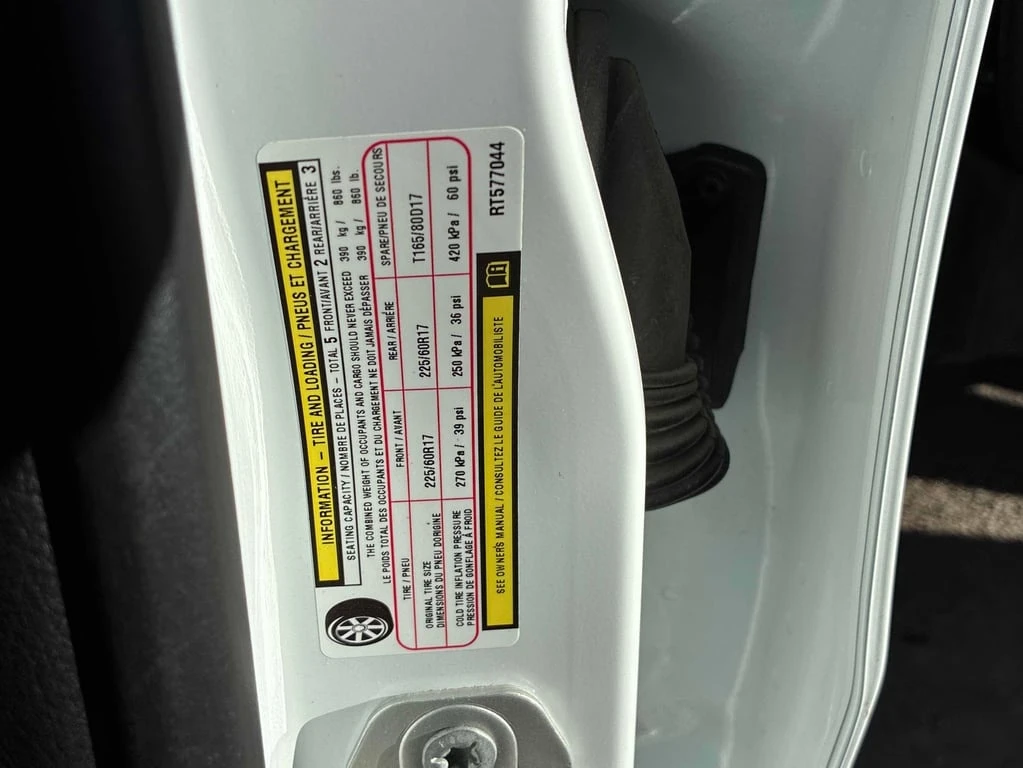 INFORMATION – TIRE AND LOADING / PNEUS ET CHARGEMENT
SEATING CAPACITY / NOMBRE DE PLACES – TOTAL 5 FRONT/AVANT 2 REAR/ARRIÈRE 3
THE COMBINED WEIGHT OF OCCUPANTS AND CARGO SHOULD NEVER EXCEED 390 kg / 860 lbs.
LE POIDS TOTAL DES OCCUPANTS ET DU CHARGEMENT NE DOIT JAMAIS DÉPASSER 390 kg / 860 lb.
TIRE / PNEU FRONT / AVANT REAR / ARRIÈRE SPARE/PNEU DE SECOURS
ORIGINAL TIRE SIZE
DIMENSIONS DU PNEU DORIGINE 225/60R17 225/60R17 T165/80D17
COLD TIRE INFLATION PRESSURE
PRESSION DE GONFLAGE À FROID 270 kPa / 39 psi 250 kPa / 36 psi 420 kPa / 60 psi
SEE OWNER'S MANUAL / CONSULTEZ LE GUIDE DE L'AUTOMOBILISTE
RT577044